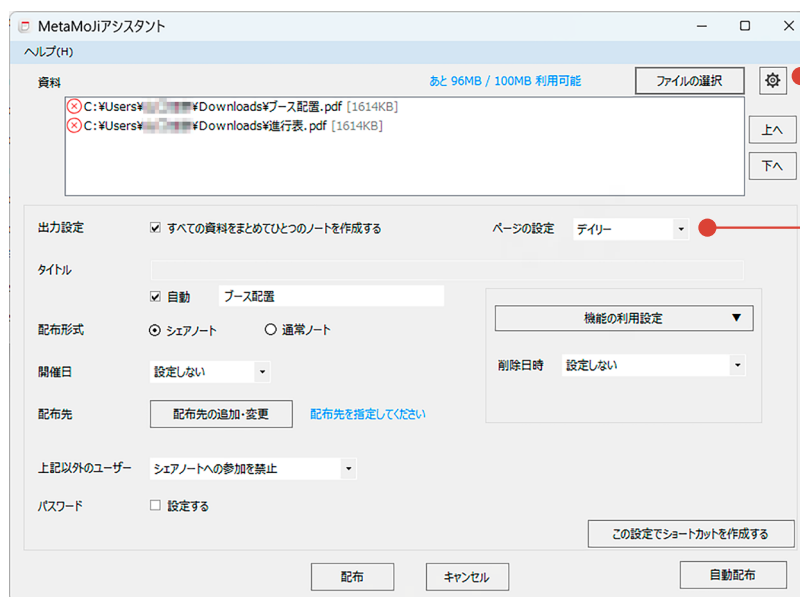 MetaMoJiアシスタント
ヘルプ(H)
資料
あと 96MB / 100MB 利用可能
ファイルの選択
C:¥Users¥ ¥Downloads¥ブース配置.pdf [1614KB]
C:¥Users¥ ¥Downloads¥進行表.pdf [1614KB]
上へ
下へ
出力設定
すべての資料をまとめてひとつのノートを作成する
ページの設定
デイリー
タイトル
自動
ブース配置
機能の利用設定 ▼
配布形式
シェアノート
通常ノート
削除日時
設定しない
開催日
設定しない
配布先
配布先の追加・変更
配布先を指定してください
上記以外のユーザー
シェアノートへの参加を禁止
パスワード
設定する
この設定でショートカットを作成する
配布
キャンセル
自動配布